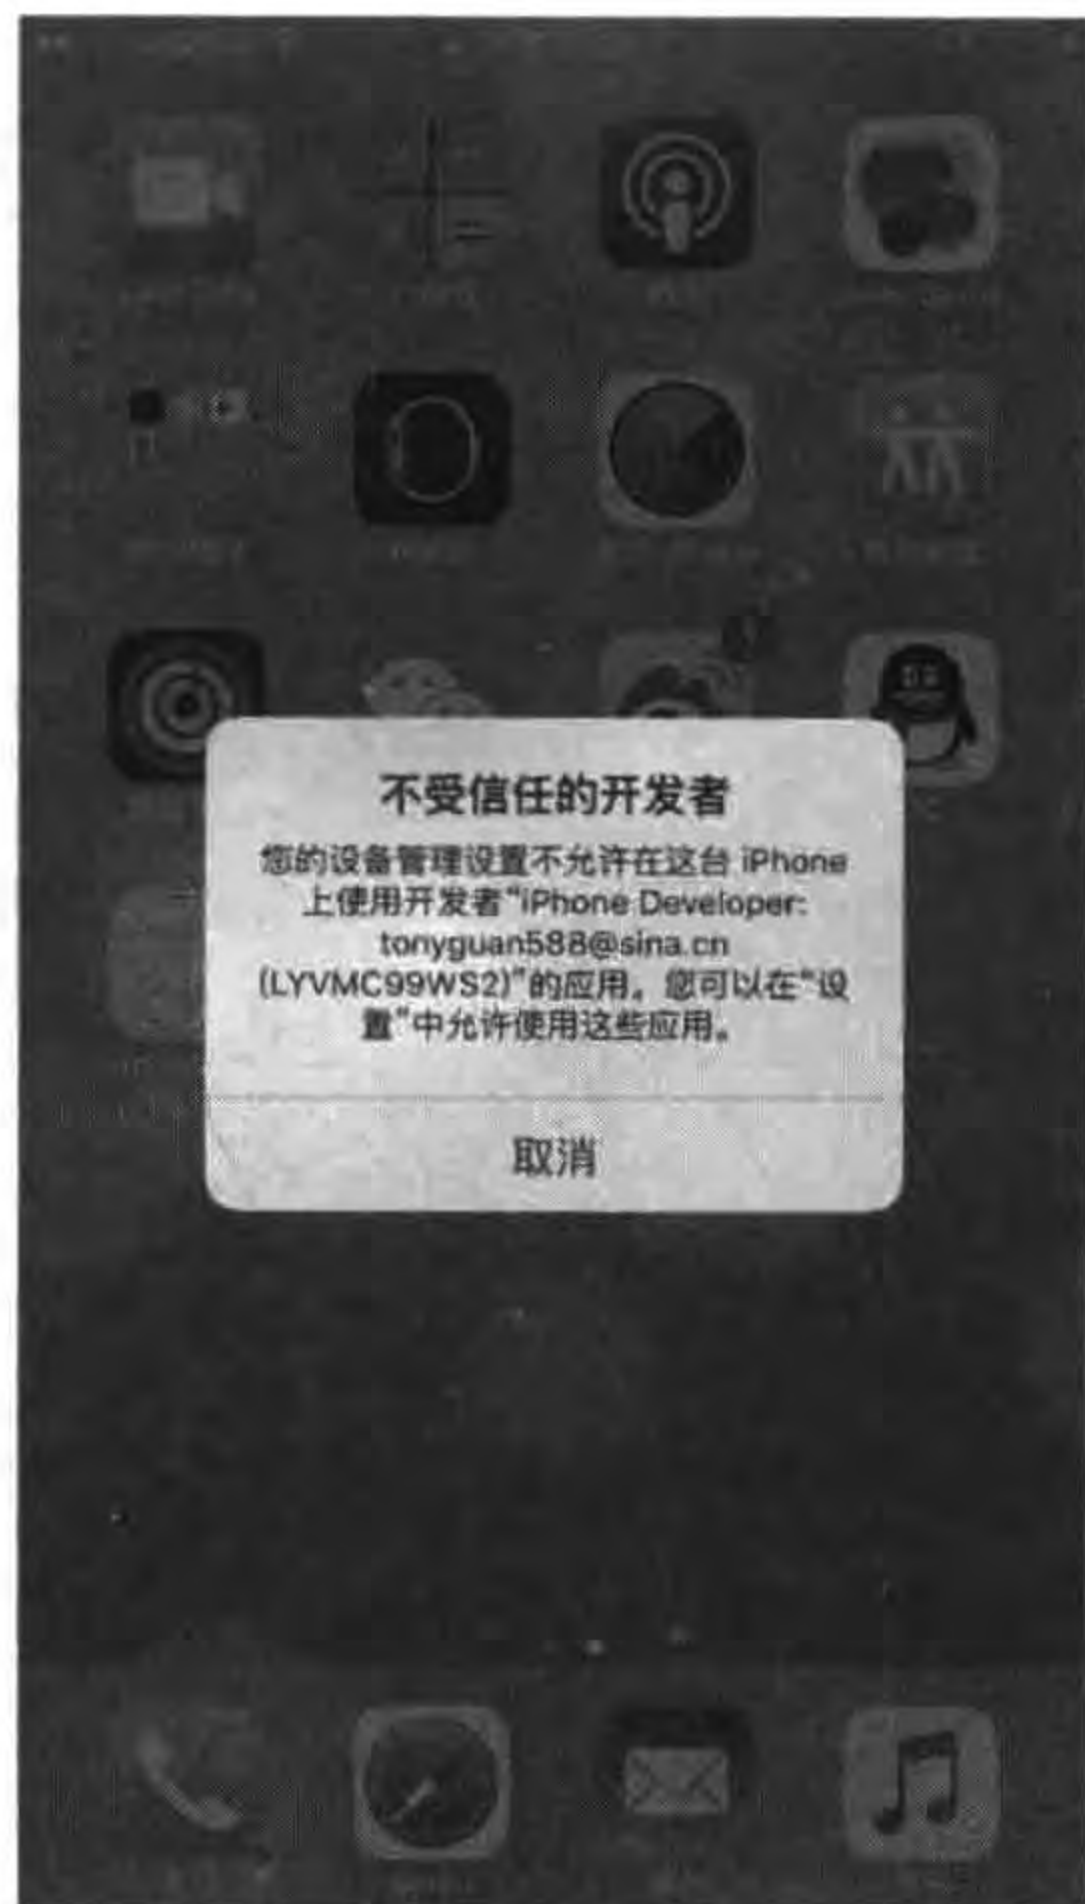 不受信任的开发者
您的设备管理设置不允许在这台 iPhone
上使用开发者“iPhone Developer:
tonyguan588@sina.cn
(LYVMC99WS2)”的应用。您可以在“设
置”中允许使用这些应用。
取消